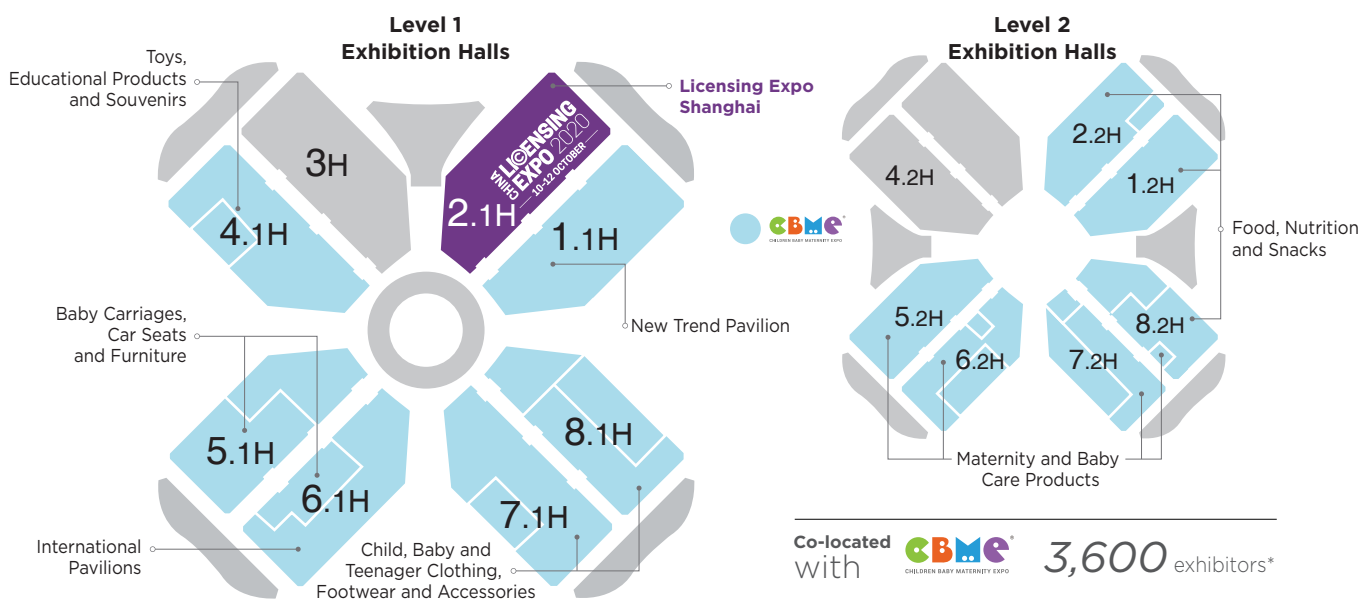 Level 1
Exhibition Halls
Toys,
Educational Products
and Souvenirs
Licensing Expo
Shanghai
3H
CHINA
LICENSING
EXPO 2020
10-12 OCTOBER
2.1H
4.1H
1.1H
New Trend Pavilion
Baby Carriages,
Car Seats
and Furniture
5.1H
8.1H
6.1H
7.1H
International
Pavilions
Child, Baby and
Teenager Clothing,
Footwear and Accessories
Level 2
Exhibition Halls
2.2H
4.2H
1.2H
CBME®
CHILDREN BABY MATERNITY EXPO
Food, Nutrition
and Snacks
5.2H
8.2H
6.2H
7.2H
Maternity and Baby
Care Products
Co-located
with
CBME®
CHILDREN BABY MATERNITY EXPO
3,600 exhibitors*